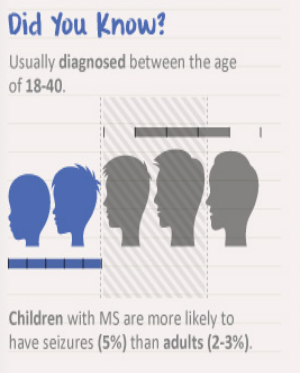 Did You Know?
Usually diagnosed between the age
of 18-40.
Children with MS are more likely to
have seizures (5%) than adults (2-3%).